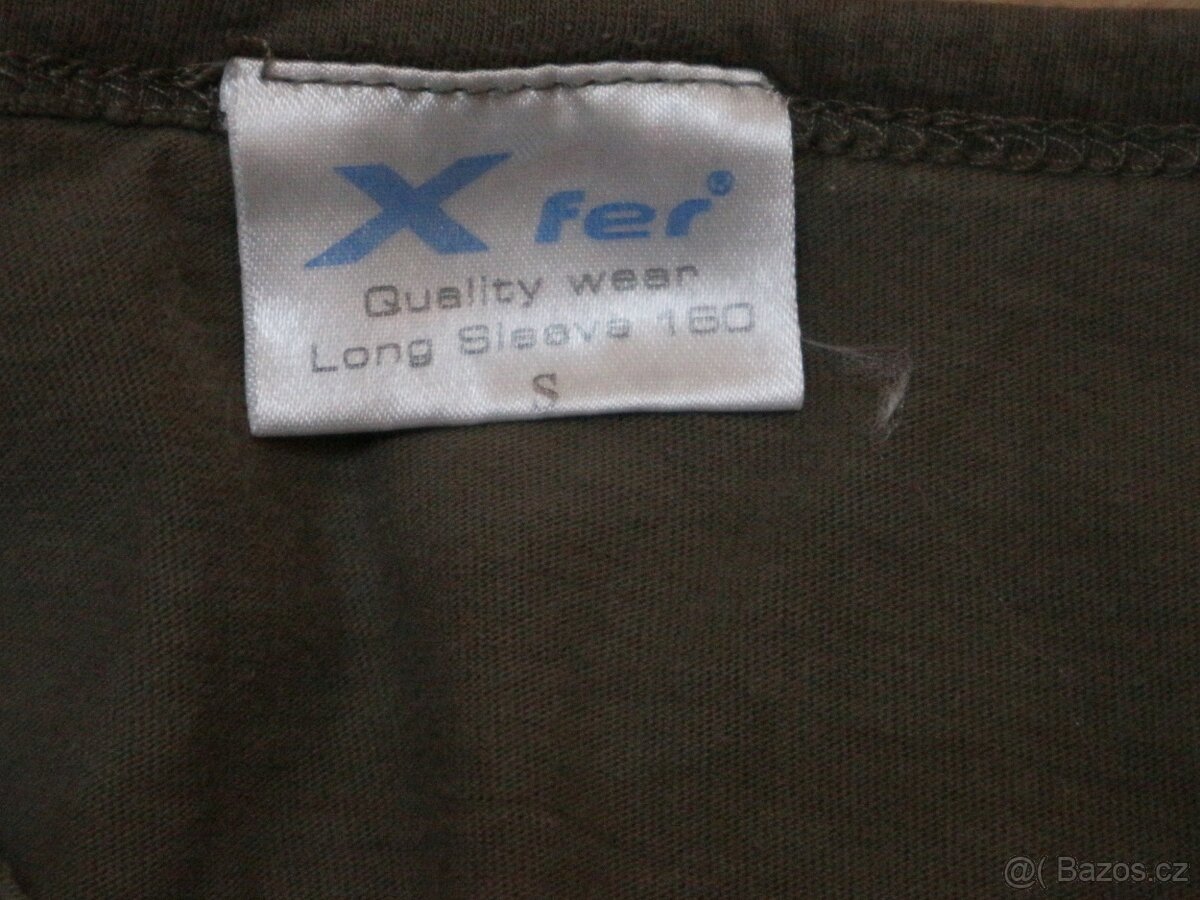 X fer®
Quality wear
Long Sleeve 160
S
@( Bazos.cz